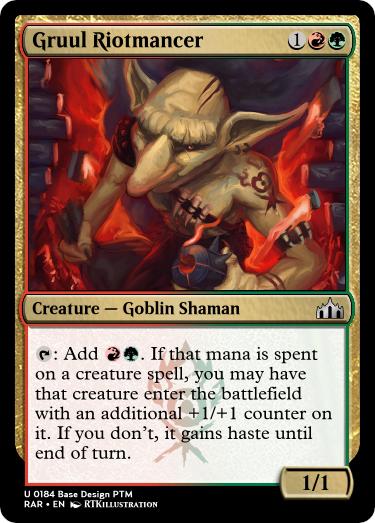 Gruul Riotmancer 1
Creature — Goblin Shaman
: Add . If that mana is spent
on a creature spell, you may have
that creature enter the battlefield
with an additional +1/+1 counter on
it. If you don't, it gains haste until
end of turn.
1/1
U 0184 Base Design PTM
RAR • EN RTKILLUSTRATION